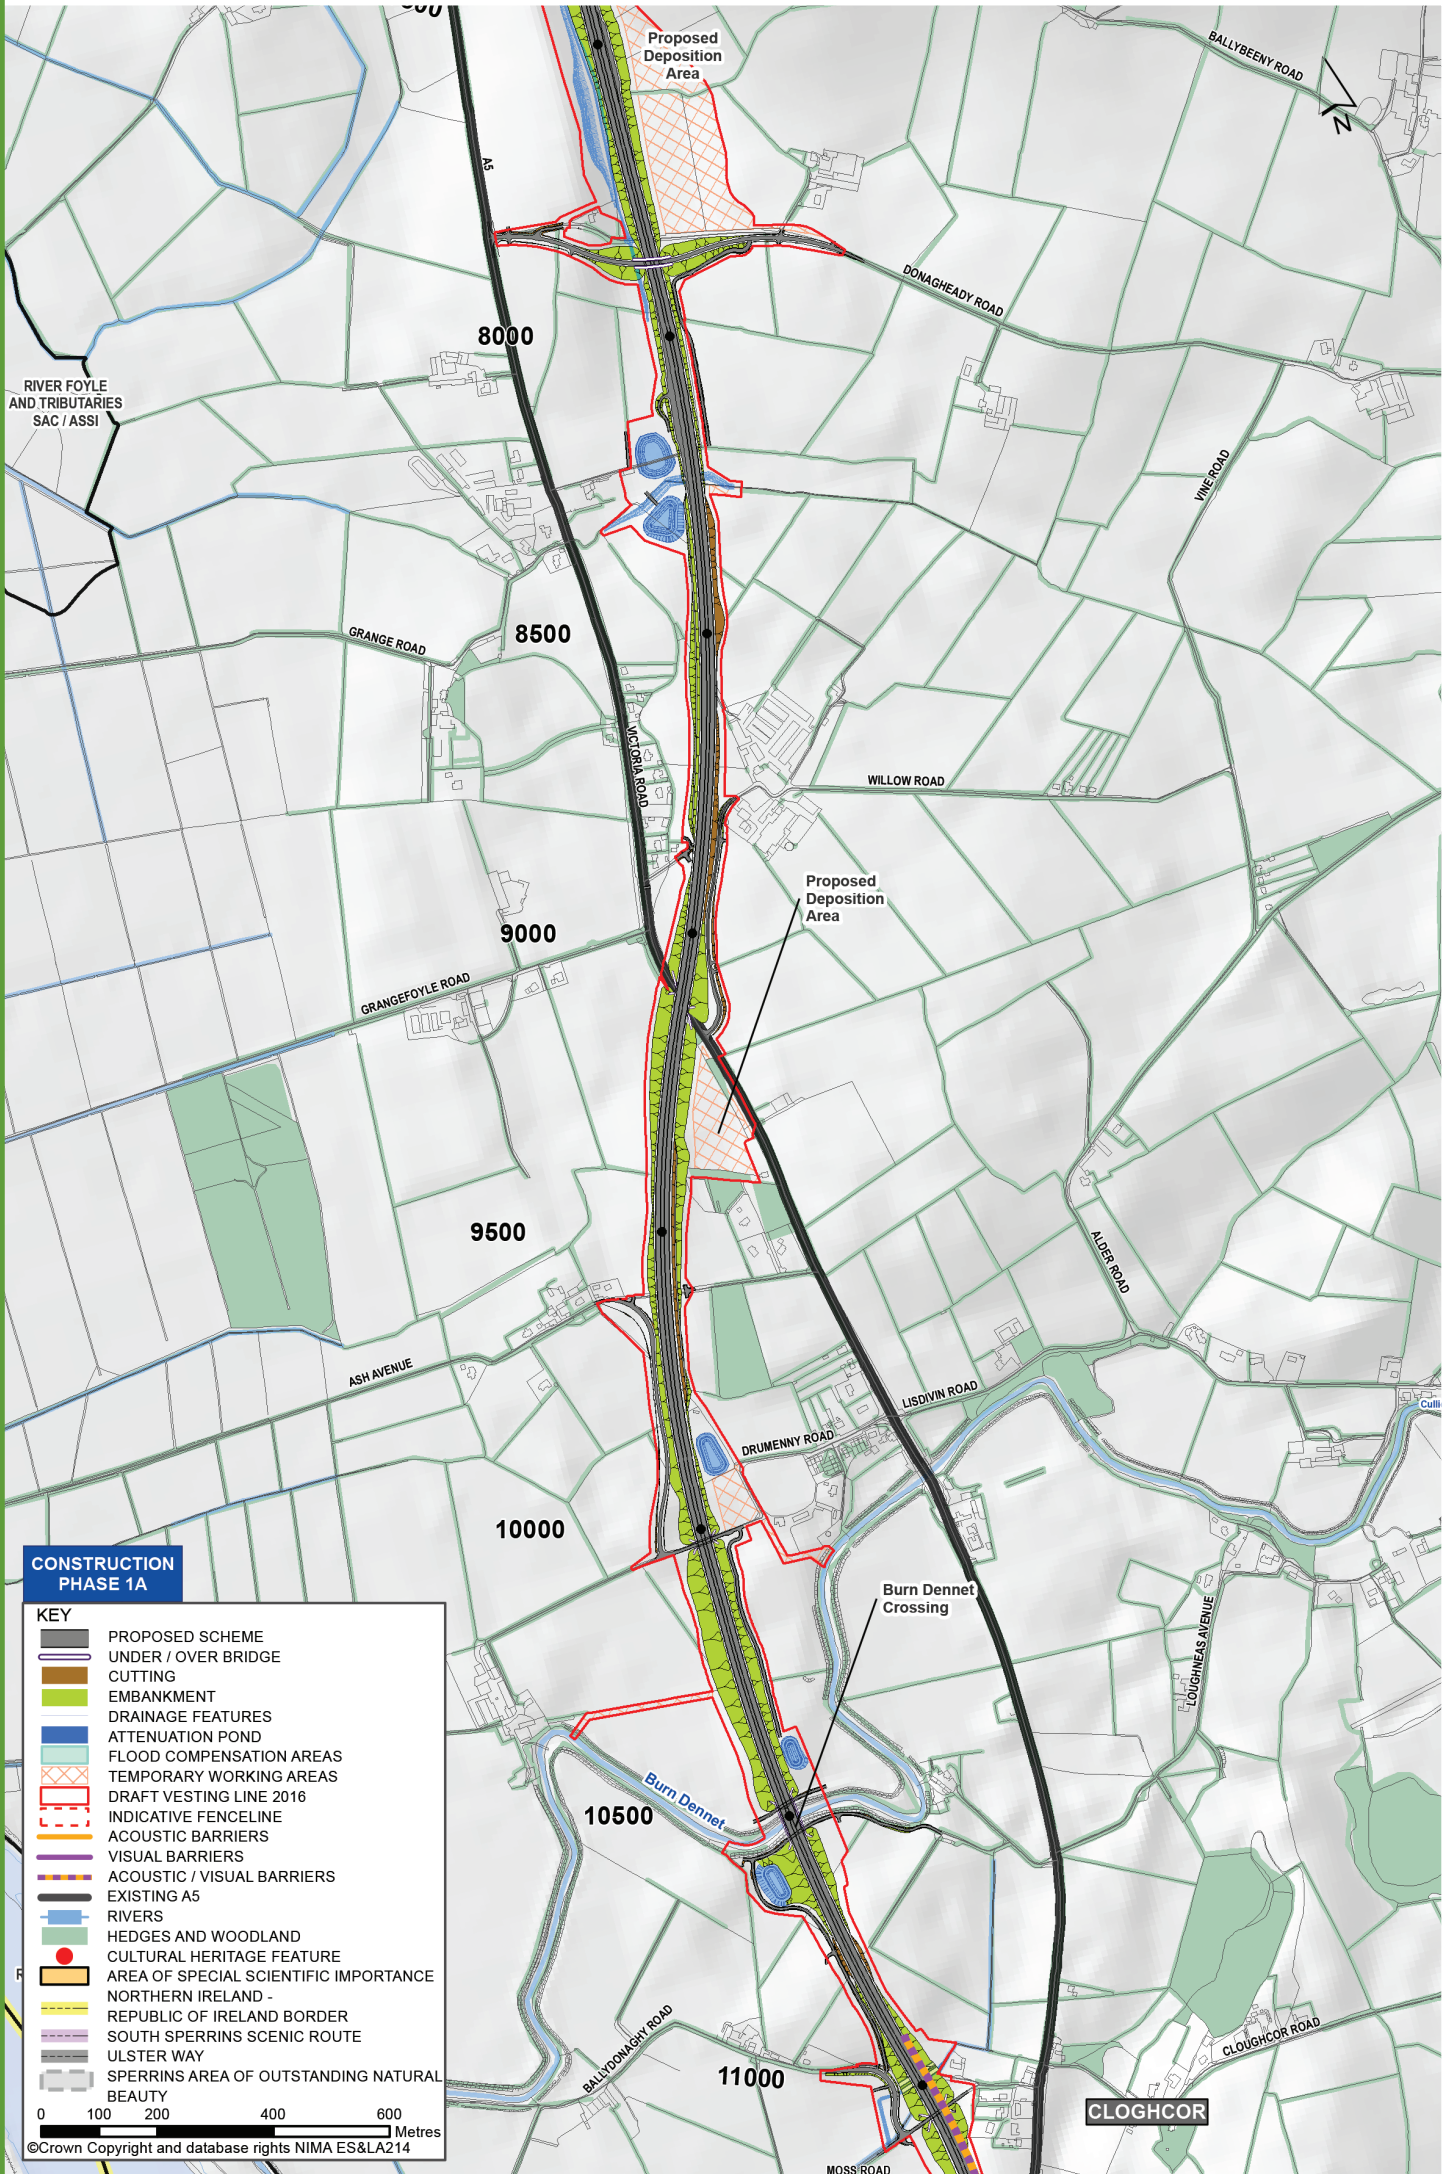 Proposed
Deposition
Area
BALLYBEENY ROAD
N
A5
DONAGHEADY ROAD
8000
RIVER FOYLE
AND TRIBUTARIES
SAC / ASSI
VINE ROAD
8500
GRANGE ROAD
VICTORIA ROAD
WILLOW ROAD
Proposed
Deposition
Area
9000
GRANGEFOYLE ROAD
9500
ALDER ROAD
ASH AVENUE
LISDIVIN ROAD
DRUMENNY ROAD
Culli
10000
Burn Dennet
Crossing
LOUGHNEAS AVENUE
Burn Dennet
10500
BALLYDONAGHY ROAD
CLOUGHCOR ROAD
11000
CLOGHCOR
MOSS ROAD
CONSTRUCTION
PHASE 1A
KEY
PROPOSED SCHEME
UNDER / OVER BRIDGE
CUTTING
EMBANKMENT
DRAINAGE FEATURES
ATTENUATION POND
FLOOD COMPENSATION AREAS
TEMPORARY WORKING AREAS
DRAFT VESTING LINE 2016
INDICATIVE FENCELINE
ACOUSTIC BARRIERS
VISUAL BARRIERS
ACOUSTIC / VISUAL BARRIERS
EXISTING A5
RIVERS
HEDGES AND WOODLAND
CULTURAL HERITAGE FEATURE
AREA OF SPECIAL SCIENTIFIC IMPORTANCE
NORTHERN IRELAND -
REPUBLIC OF IRELAND BORDER
SOUTH SPERRINS SCENIC ROUTE
ULSTER WAY
SPERRINS AREA OF OUTSTANDING NATURAL
BEAUTY
0 100 200 400 600
Metres
©Crown Copyright and database rights NIMA ES&LA214